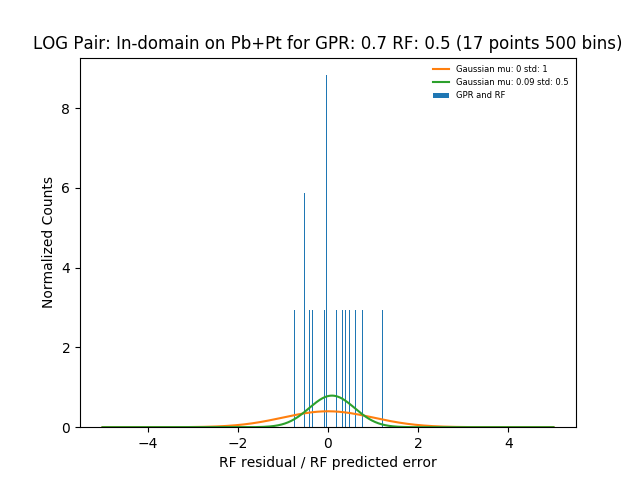 LOG Pair: In-domain on Pb+Pt for GPR: 0.7 RF: 0.5 (17 points 500 bins)
Gaussian mu: 0 std: 1
Gaussian mu: 0.09 std: 0.5
GPR and RF
Normalized Counts
8
6
4
2
0
−4
−2
0
2
4
RF residual / RF predicted error